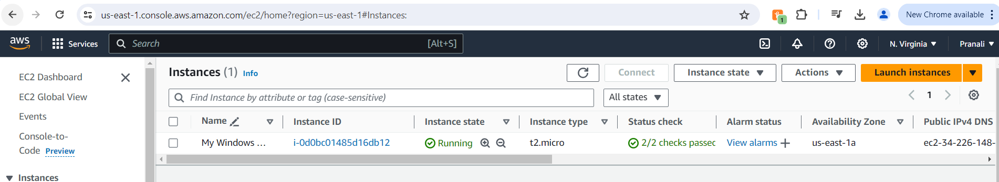 us-east-1.console.aws.amazon.com/ec2/home?region=us-east-1#Instances:
1
New Chrome available
aws
Services
Search
[Alt+S]
N. Virginia
Pranali
EC2 Dashboard
EC2 Global View
Events
Console-to-
Code Preview
Instances
Instances (1) Info
Connect
Instance state
Actions
Launch instances
Find Instance by attribute or tag (case-sensitive)
All states
1
Name Instance ID Instance state Instance type Status check Alarm status Availability Zone Public IPv4 DNS
My Windows ... i-0d0bc01485d16db12 Running t2.micro 2/2 checks passec View alarms + us-east-1a ec2-34-226-148-